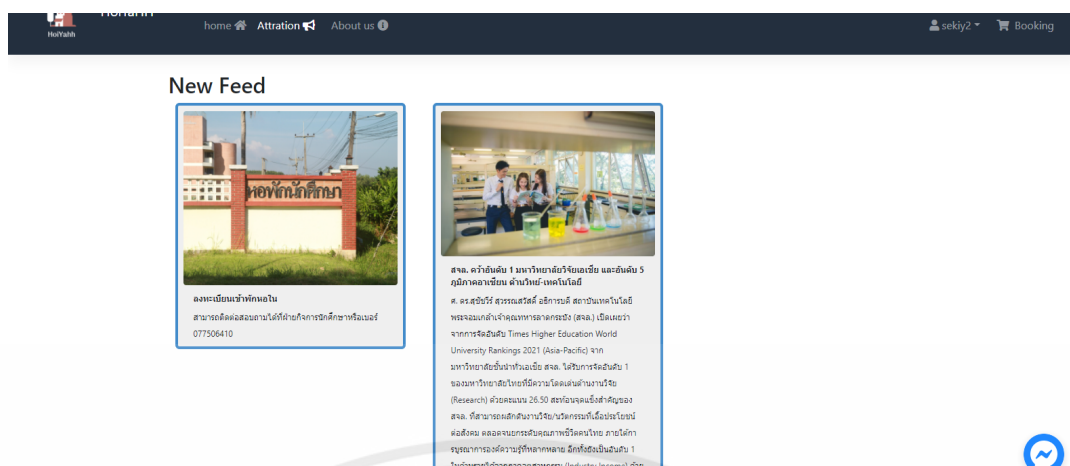 HoiYahh
home
Attration
About us
sekiy2
Booking
HoiYahh
New Feed
หอพักนักศึกษา
ลงทะเบียนเข้าพักหอใน
สามารถติดต่อสอบถามได้ที่ฝ่ายกิจการนักศึกษาหรือเบอร์
077506410
สจล. คว้าอันดับ 1 มหาวิทยาลัยวิจัยเอเชีย และอันดับ 5
ภูมิภาคอาเซียน ด้านวิทย์-เทคโนโลยี
ศ. ดร.สุชัชวีร์ สุวรรณสวัสดิ์ อธิการบดี สถาบันเทคโนโลยี
พระจอมเกล้าเจ้าคุณทหารลาดกระบัง (สจล.) เปิดเผยว่า
จากการจัดอันดับ Times Higher Education World
University Rankings 2021 (Asia-Pacific) จาก
มหาวิทยาลัยชั้นนำทั่วเอเชีย สจล. ได้รับการจัดอันดับ 1
ของมหาวิทยาลัยไทยที่มีความโดดเด่นด้านงานวิจัย
(Research) ด้วยคะแนน 26.50 สะท้อนจุดแข็งสำคัญของ
สจล. ที่สามารถผลักดันงานวิจัย/นวัตกรรมที่เอื้อประโยชน์
ต่อสังคม ตลอดจนยกระดับคุณภาพชีวิตคนไทย ภายใต้กา
รบูรณาการองค์ความรู้ที่หลากหลาย อีกทั้งยังเป็นอันดับ 1
(Industry Income) ด้วย